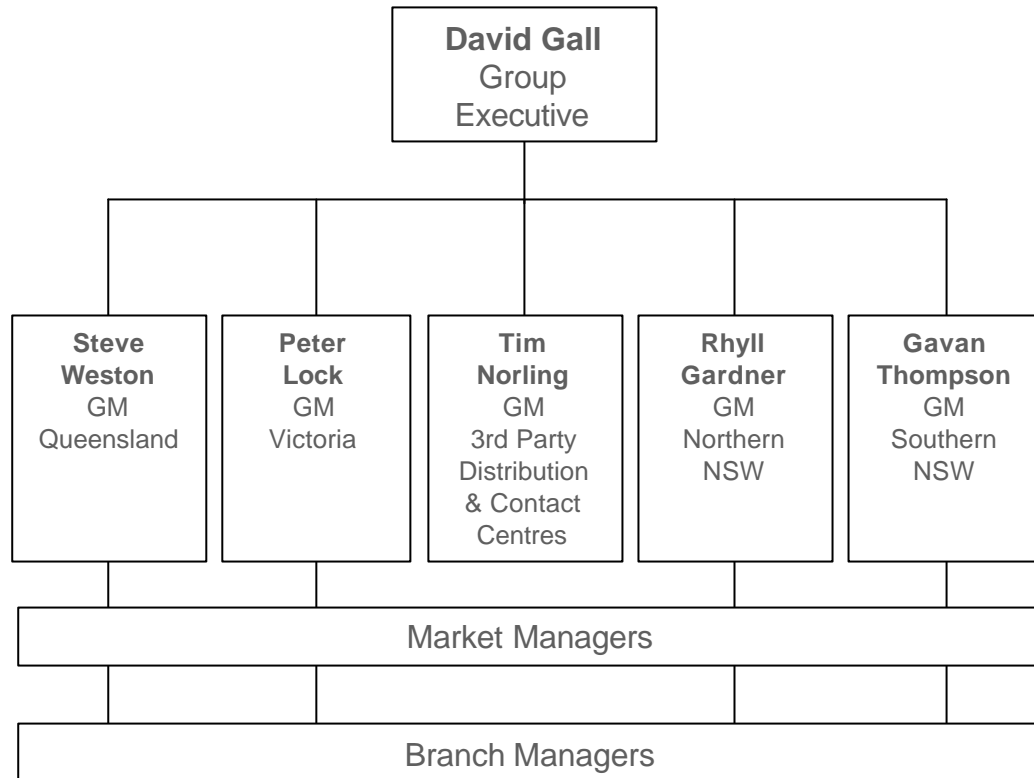 David Gall
Group
Executive
Steve
Weston
GM
Queensland
Peter
Lock
GM
Victoria
Tim
Norling
GM
3rd Party
Distribution
& Contact
Centres
Rhyll
Gardner
GM
Northern
NSW
Gavan
Thompson
GM
Southern
NSW
Market Managers
Branch Managers